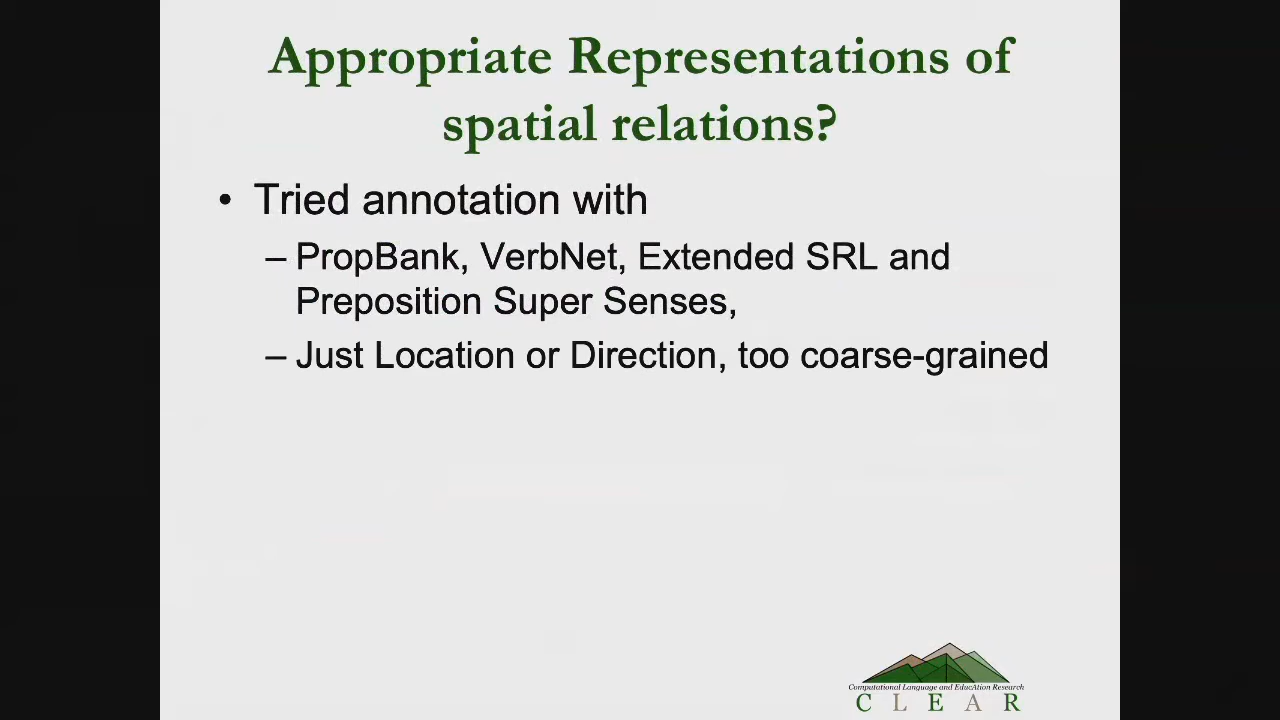 Appropriate Representations of
spatial relations?
• Tried annotation with
– PropBank, VerbNet, Extended SRL and
Preposition Super Senses,
– Just Location or Direction, too coarse-grained
Computational Language and EducAtion Research
C L E A R